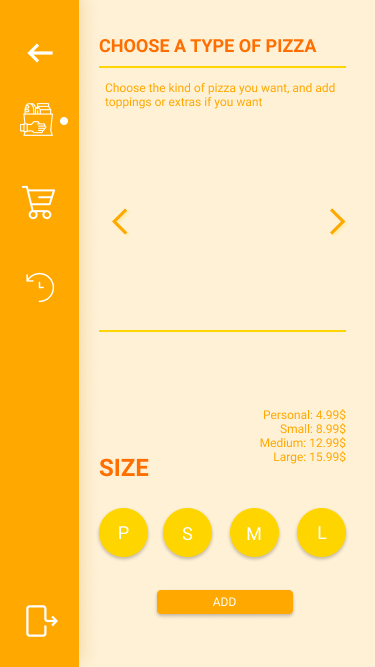 CHOOSE A TYPE OF PIZZA
Choose the kind of pizza you want, and add
toppings or extras if you want
Personal: 4.99$
Small: 8.99$
Medium: 12.99$
Large: 15.99$
SIZE
P S M L
ADD